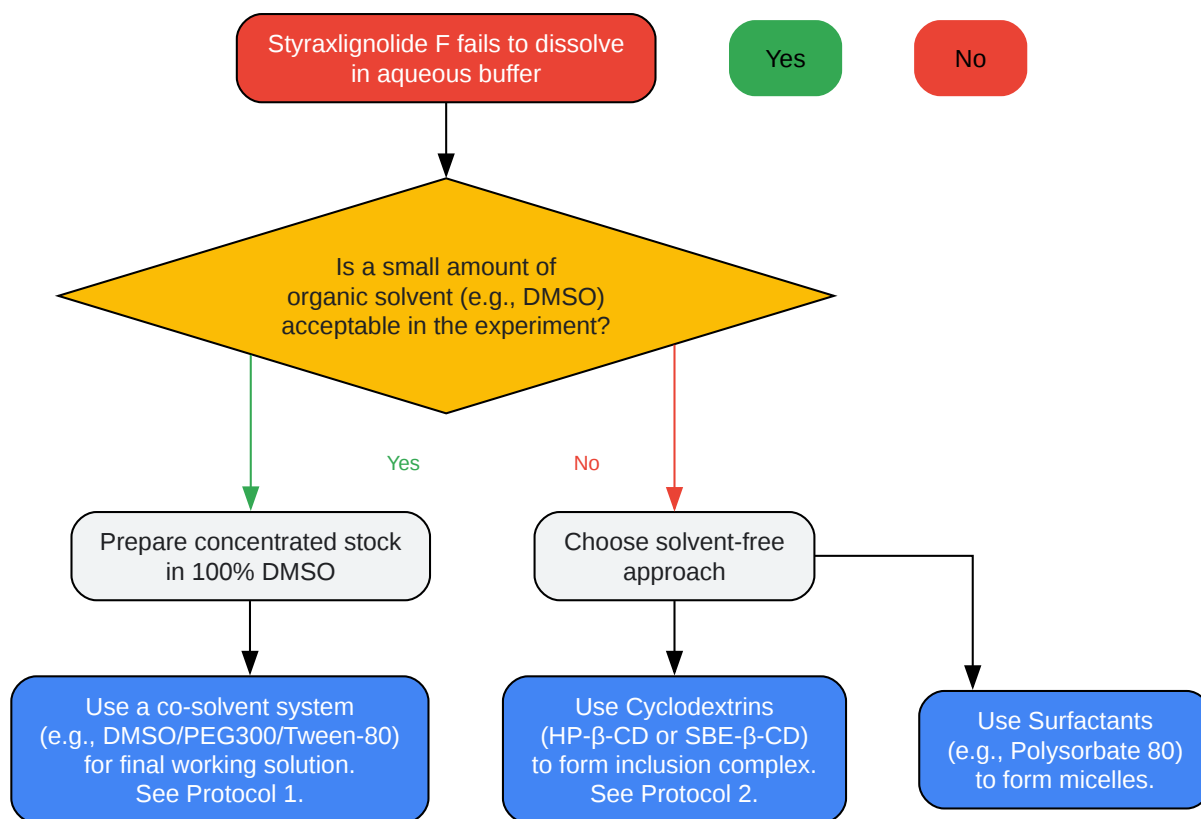 Styraxlignolide F fails to dissolve
in aqueous buffer
Yes
No
Is a small amount of
organic solvent (e.g., DMSO)
acceptable in the experiment?
Yes
No
Prepare concentrated stock
in 100% DMSO
Choose solvent-free
approach
Use a co-solvent system
(e.g., DMSO/PEG300/Tween-80)
for final working solution.
See Protocol 1.
Use Cyclodextrins
(HP-β-CD or SBE-β-CD)
to form inclusion complex.
See Protocol 2.
Use Surfactants
(e.g., Polysorbate 80)
to form micelles.